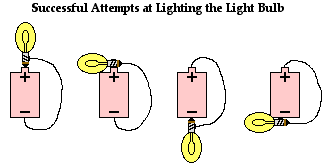 Successful Attempts at Lighting the Light Bulb
+ + + +
− − − −